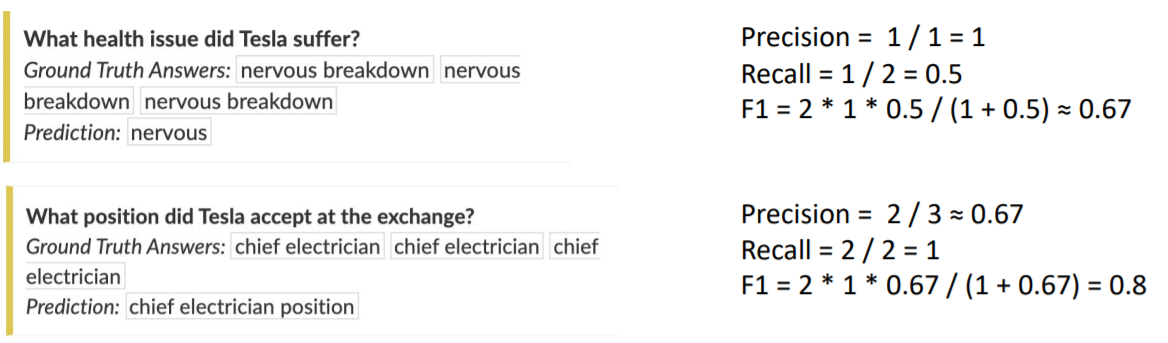 What health issue did Tesla suffer?
Ground Truth Answers: nervous breakdown nervous
breakdown nervous breakdown
Prediction: nervous
Precision = 1 / 1 = 1
Recall = 1 / 2 = 0.5
F1 = 2 * 1 * 0.5 / (1 + 0.5) ≈ 0.67
What position did Tesla accept at the exchange?
Ground Truth Answers: chief electrician chief electrician chief
electrician
Prediction: chief electrician position
Precision = 2 / 3 ≈ 0.67
Recall = 2 / 2 = 1
F1 = 2 * 1 * 0.67 / (1 + 0.67) = 0.8